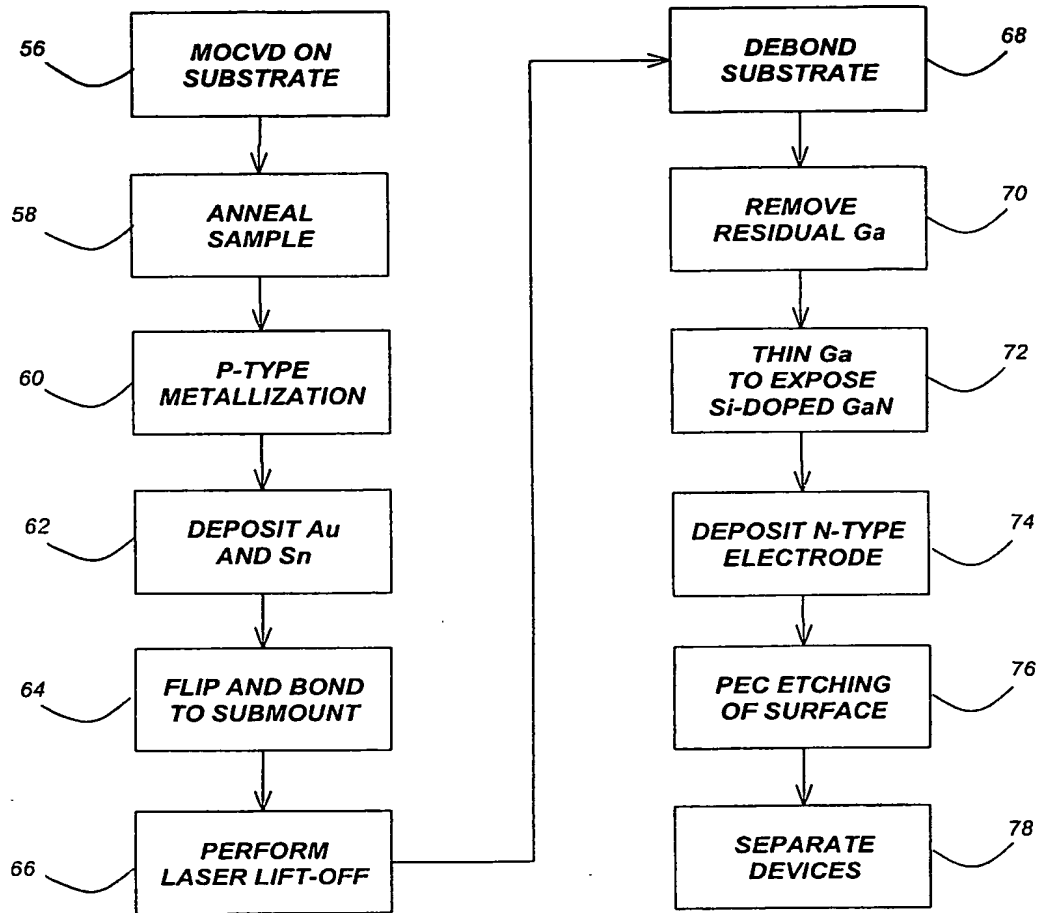 56
MOCVD ON
SUBSTRATE
58
ANNEAL
SAMPLE
60
P-TYPE
METALLIZATION
62
DEPOSIT Au
AND Sn
64
FLIP AND BOND
TO SUBMOUNT
66
PERFORM
LASER LIFT-OFF
DEBOND
SUBSTRATE
68
REMOVE
RESIDUAL Ga
70
THIN Ga
TO EXPOSE
Si-DOPED GaN
72
DEPOSIT N-TYPE
ELECTRODE
74
PEC ETCHING
OF SURFACE
76
SEPARATE
DEVICES
78